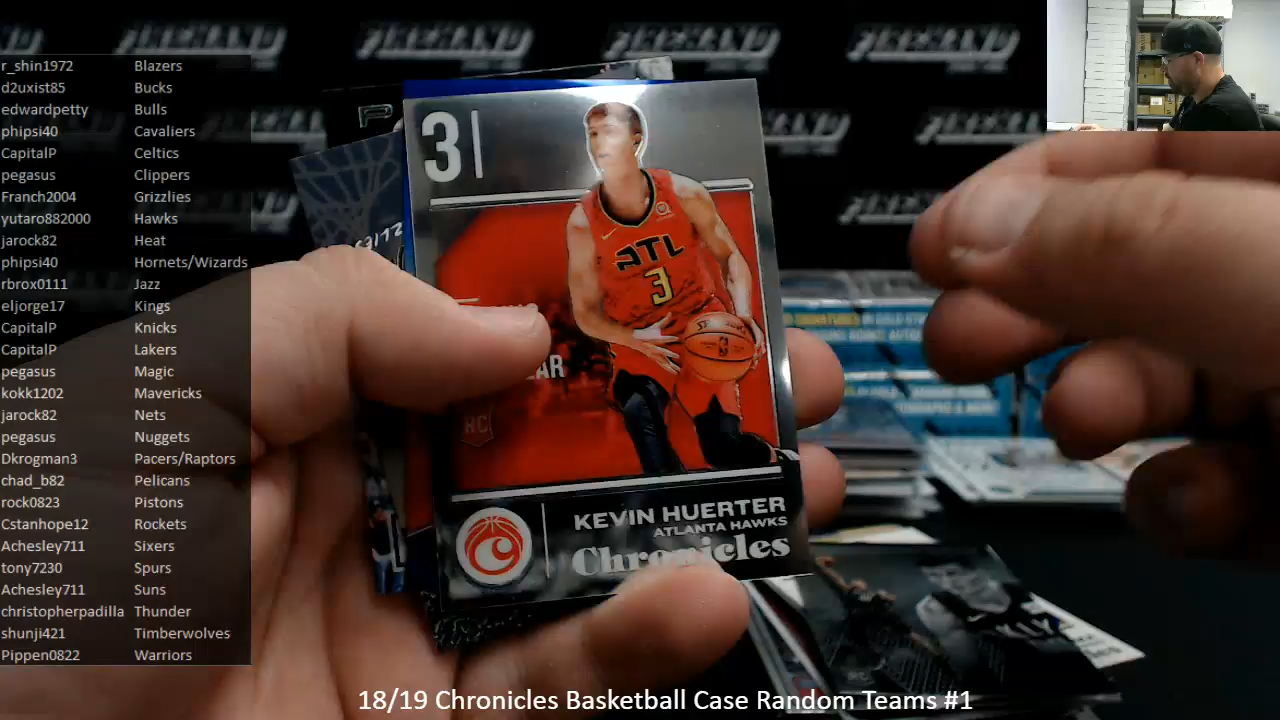 r_shin1972 Blazers
d2uxist85 Bucks
edwardpetty Bulls
phipsi40 Cavaliers
CapitalP Celtics
pegasus Clippers
Franch2004 Grizzlies
yutaro882000 Hawks
jarock82 Heat
phipsi40 Hornets/Wizards
rbrox0111 Jazz
eljorge17 Kings
CapitalP Knicks
CapitalP Lakers
pegasus Magic
kokk1202 Mavericks
jarock82 Nets
pegasus Nuggets
Dkrogman3 Pacers/Raptors
chad_b82 Pelicans
rock0823 Pistons
Cstanhope12 Rockets
Achesley711 Sixers
tony7230 Spurs
Achesley711 Suns
christopherpadilla Thunder
shunji421 Timberwolves
Pippen0822 Warriors
FIREHAND
3
ATL
3
SPALDING
RC
KEVIN HUERTER
ATLANTA HAWKS
Chronicles
18/19 Chronicles Basketball Case Random Teams #1